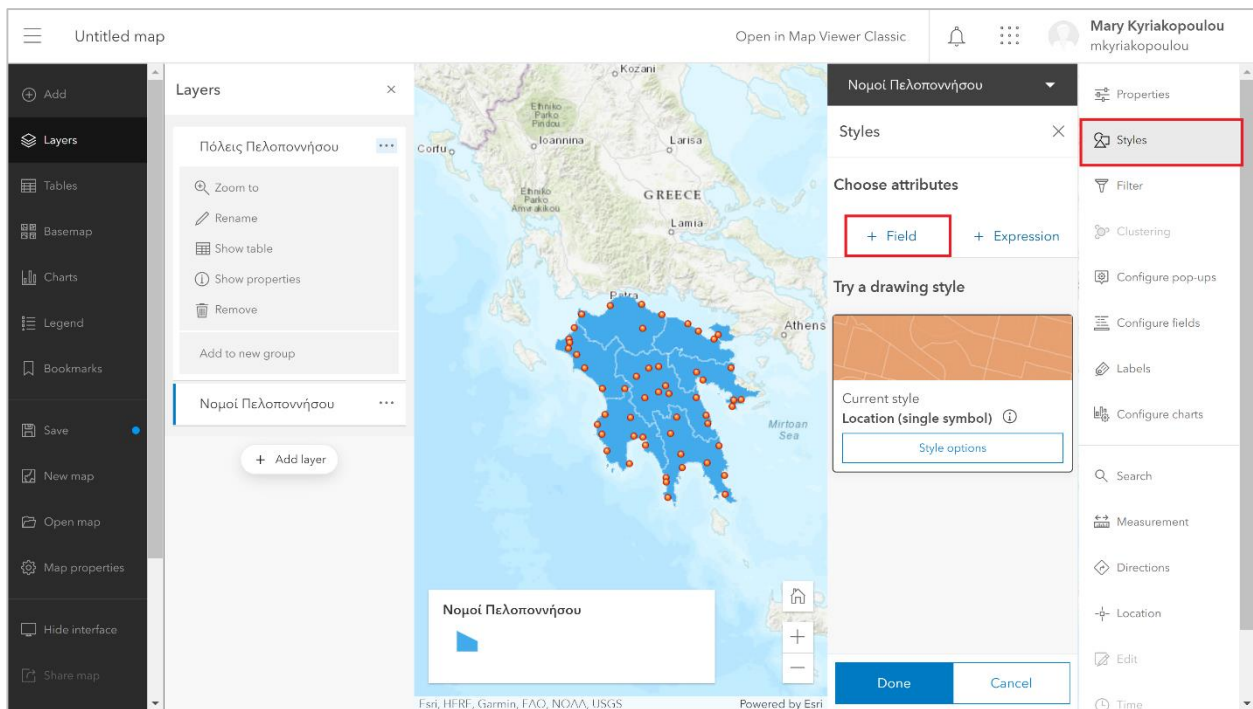 Untitled map
Open in Map Viewer Classic
Mary Kyriakopoulou
mkyriakopoulou
Add
Layers
Tables
Basemap
Charts
Legend
Bookmarks
Save
New map
Open map
Map properties
Hide interface
Share map
Layers
Πόλεις Πελοποννήσου
Zoom to
Rename
Show table
Show properties
Remove
Add to new group
Νομοί Πελοποννήσου
+ Add layer
Kozani
Ethniko
Parko
Pindou
Ioannina
Larisa
Corfu
Ethniko
Parko
GREECE
Lamia
Patra
Athens
Mirtoan
Sea
Νομοί Πελοποννήσου
Esri, HERE, Garmin, FAO, NOAA, USGS
Powered by Esri
Νομοί Πελοποννήσου
Styles
Choose attributes
+ Field
+ Expression
Try a drawing style
Current style
Location (single symbol)
Style options
Done
Cancel
Properties
Styles
Filter
Clustering
Configure pop-ups
Configure fields
Labels
Configure charts
Search
Measurement
Directions
Location
Edit
Time